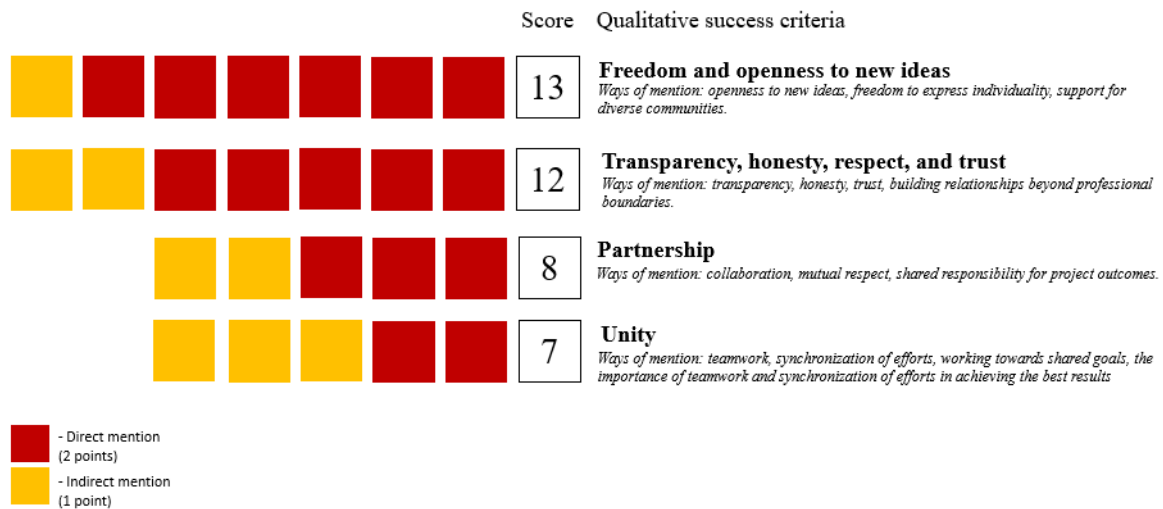 Score Qualitative success criteria
13
Freedom and openness to new ideas
Ways of mention: openness to new ideas, freedom to express individuality, support for
diverse communities.
12
Transparency, honesty, respect, and trust
Ways of mention: transparency, honesty, trust, building relationships beyond professional
boundaries.
8
Partnership
Ways of mention: collaboration, mutual respect, shared responsibility for project outcomes.
7
Unity
Ways of mention: teamwork, synchronization of efforts, working towards shared goals, the
importance of teamwork and synchronization of efforts in achieving the best results
- Direct mention
(2 points)
- Indirect mention
(1 point)